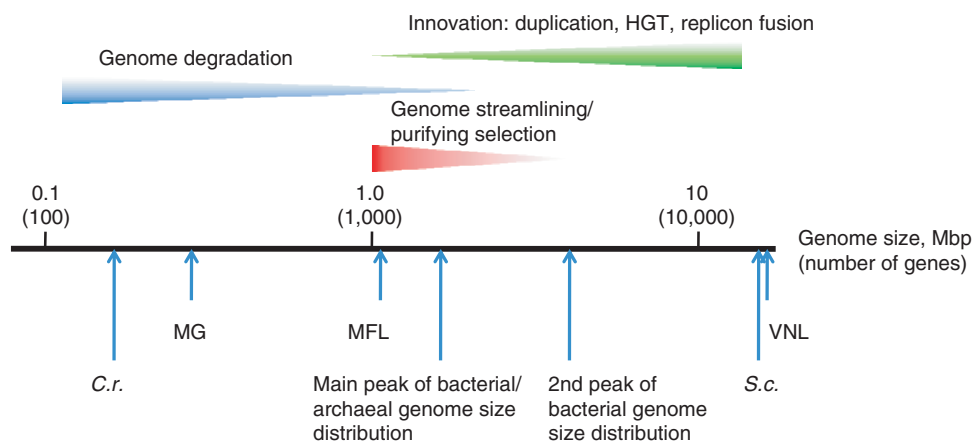 Innovation: duplication, HGT, replicon fusion
Genome degradation
Genome streamlining/
purifying selection
0.1
(100)
1.0
(1,000)
10
(10,000)
Genome size, Mbp
(number of genes)
MG
MFL
VNL
C.r.
Main peak of bacterial/
archaeal genome size
distribution
2nd peak of
bacterial genome
size distribution
S.c.